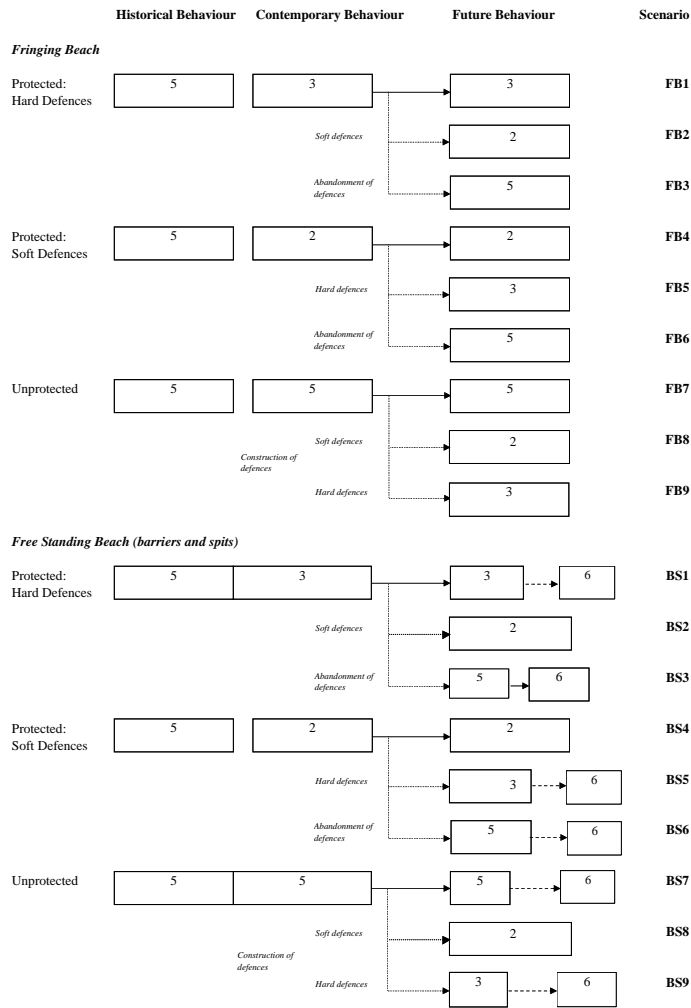 Historical Behaviour Contemporary Behaviour Future Behaviour Scenario
Fringing Beach
Protected: 5 3 3 FB1
Hard Defences
Soft defences 2 FB2
Abandonment of
defences 5 FB3
Protected: 5 2 2 FB4
Soft Defences
Hard defences 3 FB5
Abandonment of
defences 5 FB6
Unprotected 5 5 5 FB7
Soft defences 2 FB8
Construction of
defences
Hard defences 3 FB9
Free Standing Beach (barriers and spits)
Protected: 5 3 3 6 BS1
Hard Defences
Soft defences 2 BS2
Abandonment of
defences 5 6 BS3
Protected: 5 2 2 BS4
Soft Defences
Hard defences 3 6 BS5
Abandonment of
defences 5 6 BS6
Unprotected 5 5 5 6 BS7
Soft defences 2 BS8
Construction of
defences
Hard defences 3 6 BS9